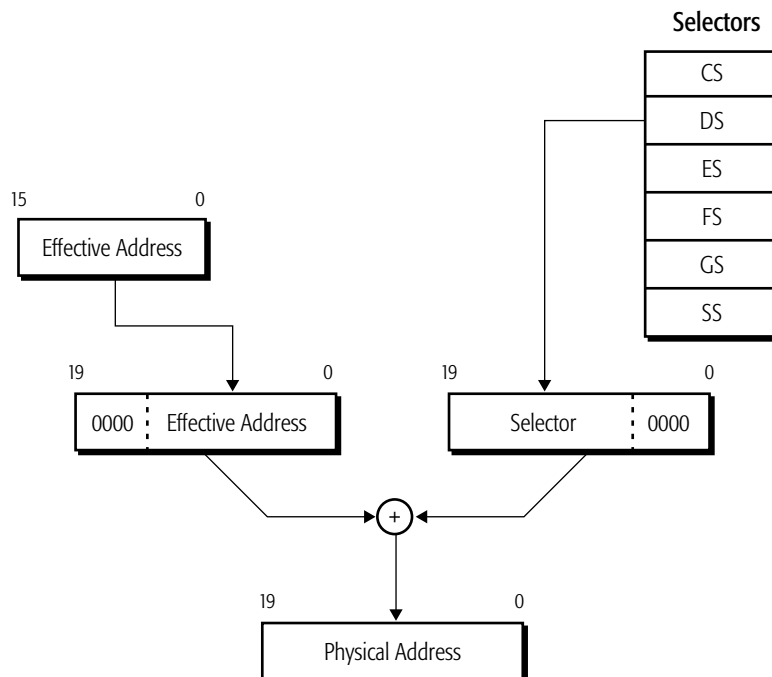 Selectors
CS
DS
ES
FS
GS
SS
15 0
Effective Address
19 0
0000 Effective Address
19 0
Selector 0000
+
19 0
Physical Address